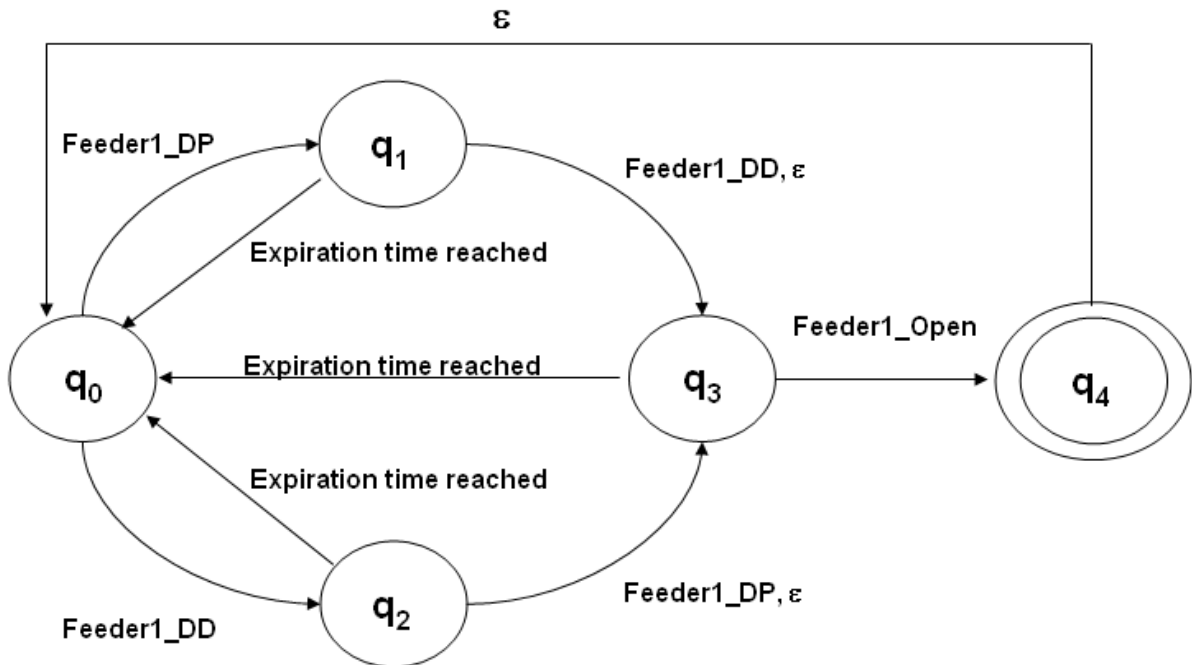 ε
Feeder1_DP
q1
Feeder1_DD, ε
Expiration time reached
Feeder1_Open
q0
Expiration time reached
q3
q4
Expiration time reached
Feeder1_DD
q2
Feeder1_DP, ε